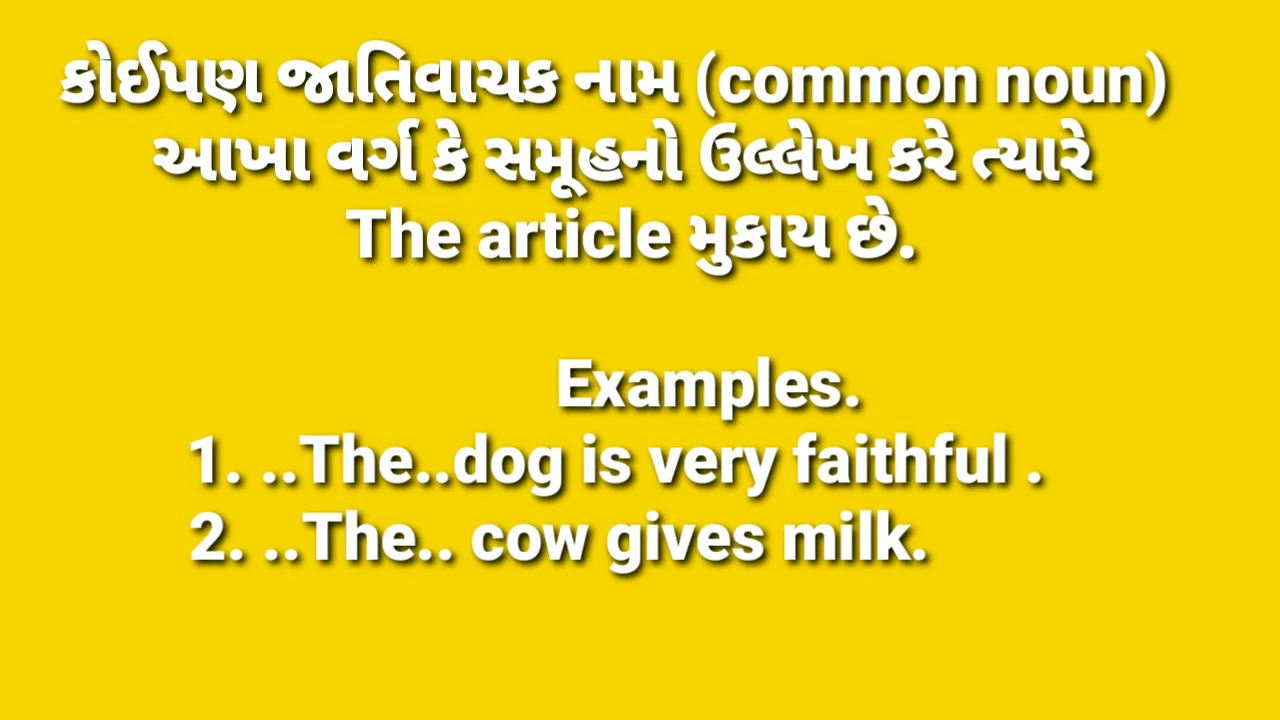 કોઈપણ જાતિવાચક નામ (common noun)
આખા વર્ગ કે સમૂહનો ઉલ્લેખ કરે ત્યારે
The article મુકાય છે.
Examples.
1. ..The..dog is very faithful .
2. ..The.. cow gives milk.